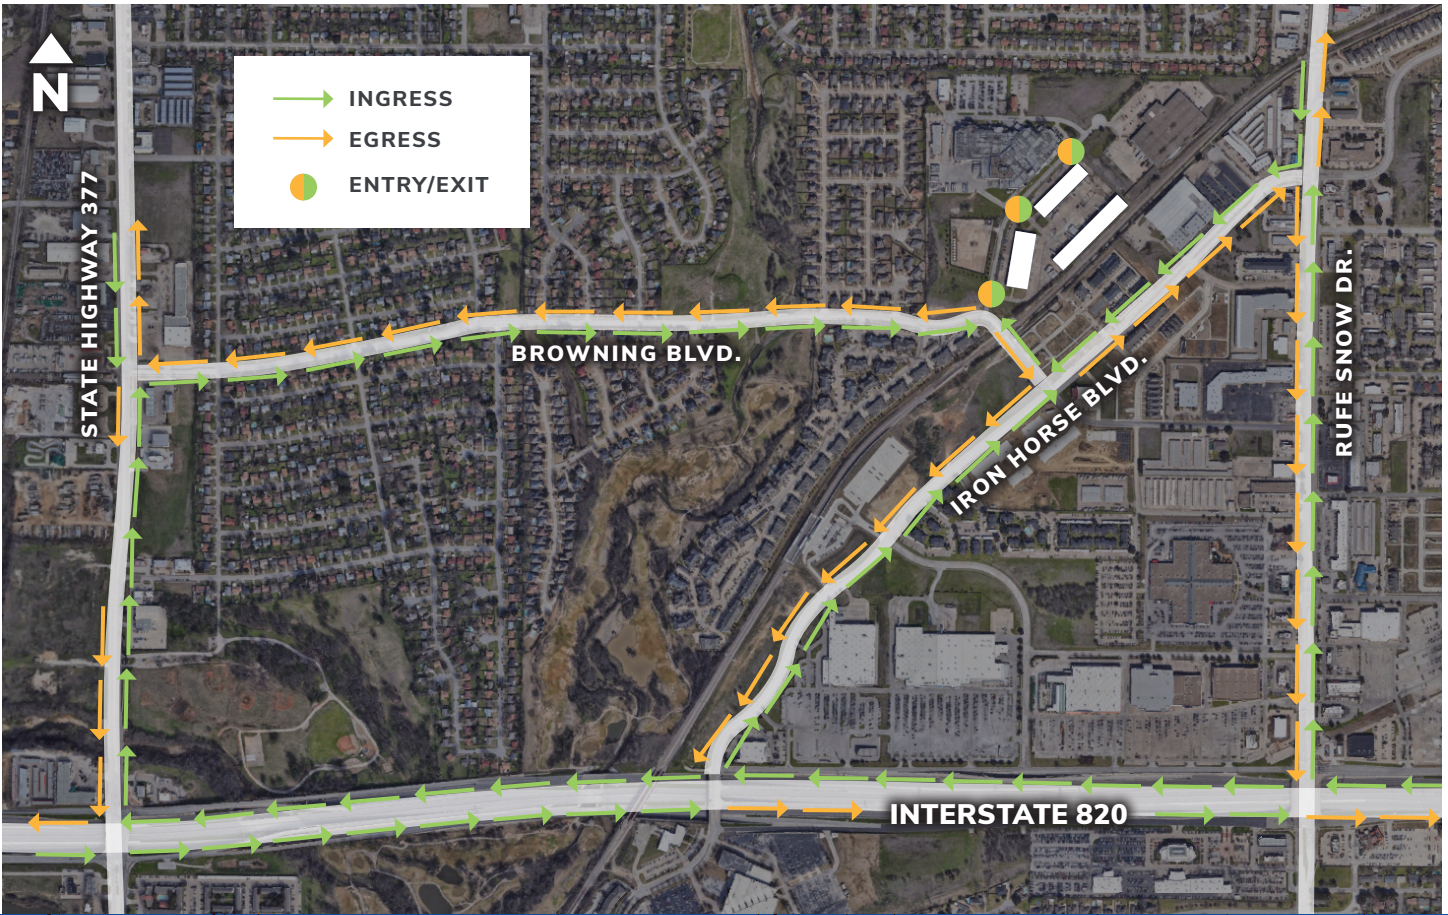 N
INGRESS
EGRESS
ENTRY/EXIT
STATE HIGHWAY 377
BROWNING BLVD.
IRON HORSE BLVD.
RUFE SNOW DR.
INTERSTATE 820